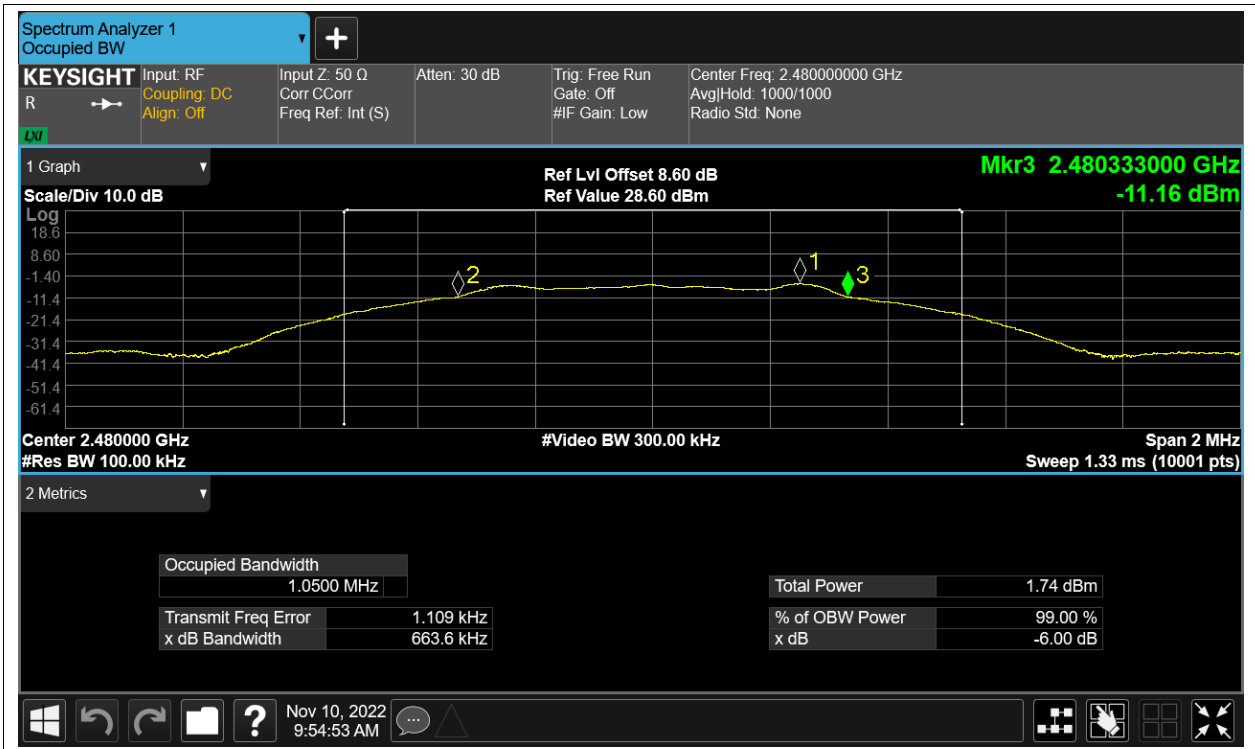 Spectrum Analyzer 1
Occupied BW
KEYSIGHT
R
LXI
Input: RF
Coupling: DC
Align: Off
Input Z: 50 Ω
Corr CCorr
Freq Ref: Int (S)
Atten: 30 dB
Trig: Free Run
Gate: Off
#IF Gain: Low
Center Freq: 2.480000000 GHz
Avg|Hold: 1000/1000
Radio Std: None
1 Graph
Scale/Div 10.0 dB
Ref Lvl Offset 8.60 dB
Ref Value 28.60 dBm
Mkr3 2.480333000 GHz
-11.16 dBm
Log
18.6
8.60
-1.40
-11.4
-21.4
-31.4
-41.4
-51.4
-61.4
2
1
3
Center 2.480000 GHz
#Res BW 100.00 kHz
#Video BW 300.00 kHz
Span 2 MHz
Sweep 1.33 ms (10001 pts)
2 Metrics
Occupied Bandwidth
1.0500 MHz
Transmit Freq Error 1.109 kHz
x dB Bandwidth 663.6 kHz
Total Power 1.74 dBm
% of OBW Power 99.00 %
x dB -6.00 dB
?
Nov 10, 2022
9:54:53 AM